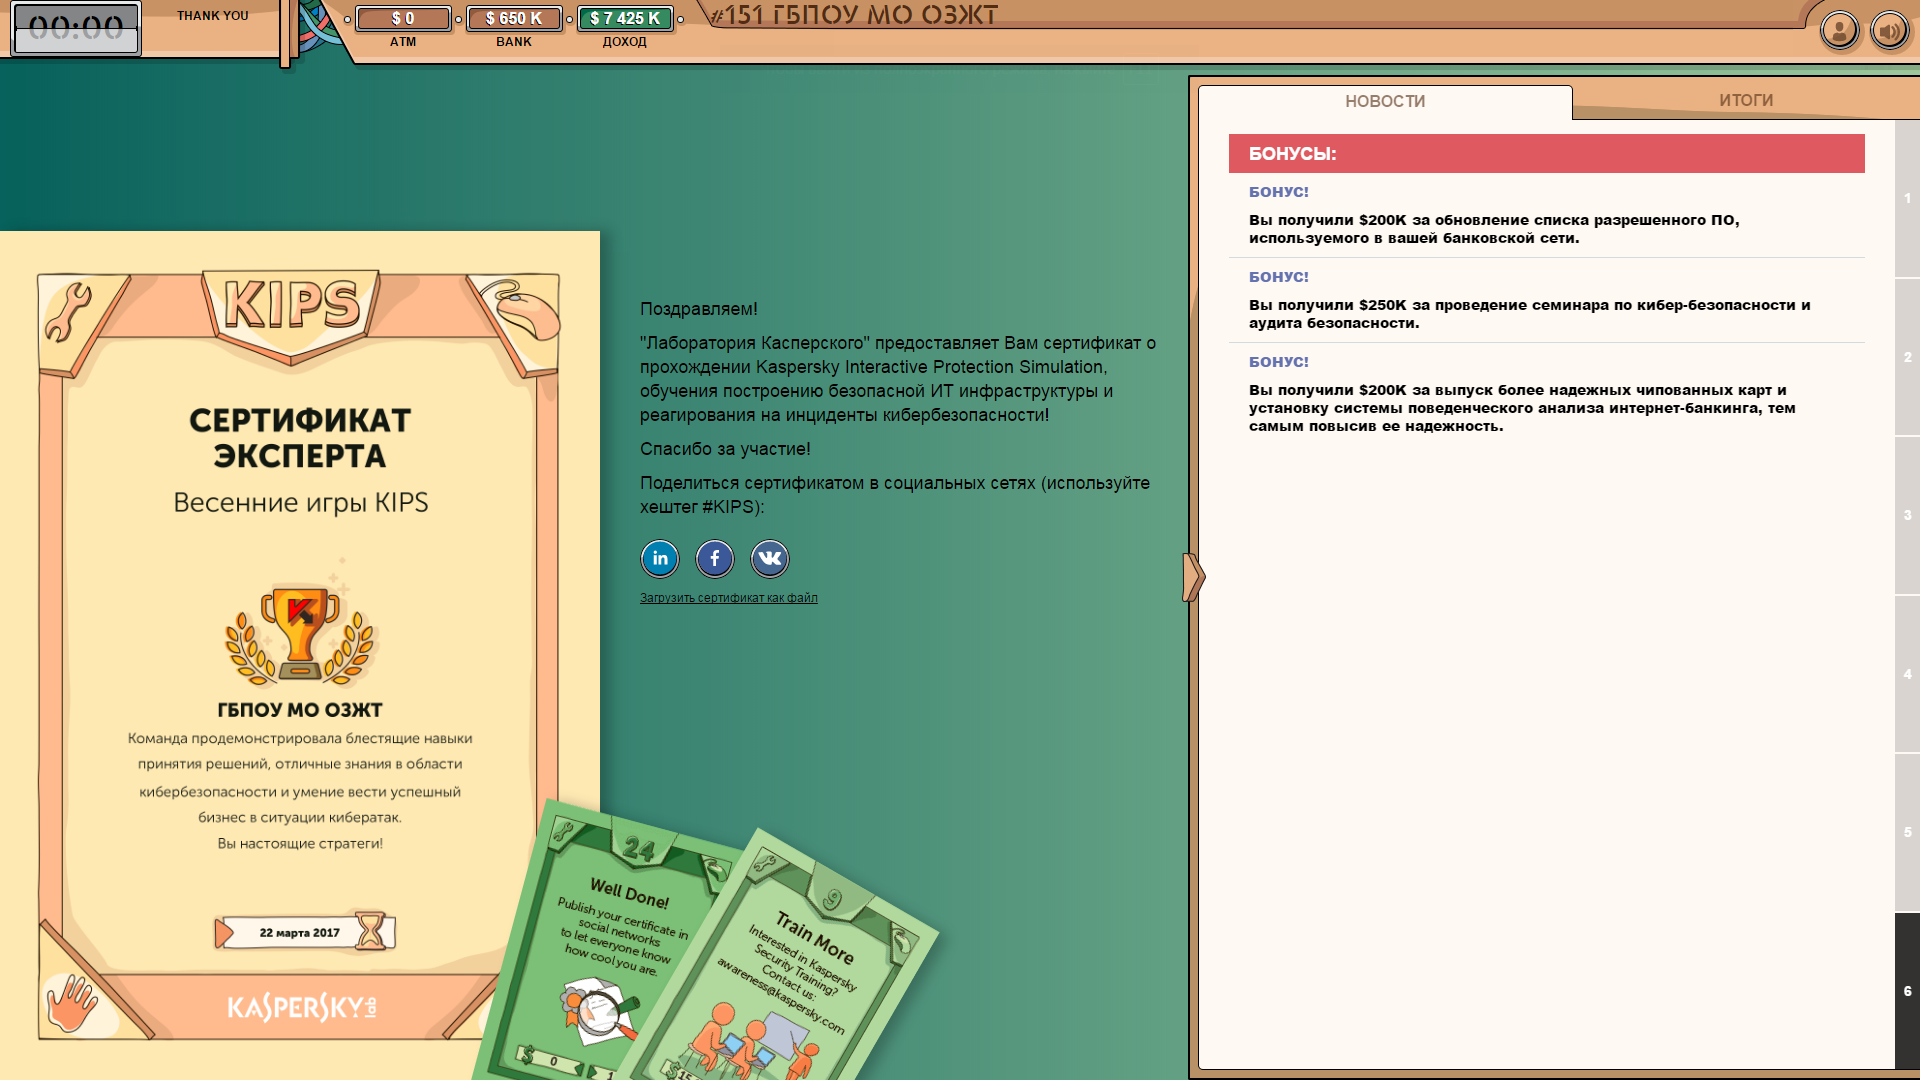 00:00
THANK YOU
$ 0
ATM
$ 650 K
BANK
$ 7 425 K
ДОХОД
#151 ГБПОУ МО ОЗЖТ
KIPS
СЕРТИФИКАТ
ЭКСПЕРТА
Весенние игры KIPS
ГБПОУ МО ОЗЖТ
Команда продемонстрировала блестящие навыки
принятия решений, отличные знания в области
кибербезопасности и умение вести успешный
бизнес в ситуации кибератак.
Вы настоящие стратеги!
22 марта 2017
KASPERSKY lab
Поздравляем!
"Лаборатория Касперского" предоставляет Вам сертификат о
прохождении Kaspersky Interactive Protection Simulation,
обучения построению безопасной ИТ инфраструктуры и
реагирования на инциденты кибербезопасности!
Спасибо за участие!
Поделиться сертификатом в социальных сетях (используйте
хештег #KIPS):
in
f
Загрузить сертификат как файл
24
Well Done!
Publish your certificate in
social networks
to let everyone know
how cool you are.
$ 0
1
9
Train More
Interested in Kaspersky
Security Training?
Contact us:
awareness@kaspersky.com
НОВОСТИ
ИТОГИ
БОНУСЫ:
БОНУС!
Вы получили $200K за обновление списка разрешенного ПО,
используемого в вашей банковской сети.
БОНУС!
Вы получили $250K за проведение семинара по кибер-безопасности и
аудита безопасности.
БОНУС!
Вы получили $200K за выпуск более надежных чипованных карт и
установку системы поведенческого анализа интернет-банкинга, тем
самым повысив ее надежность.
1
2
3
4
5
6